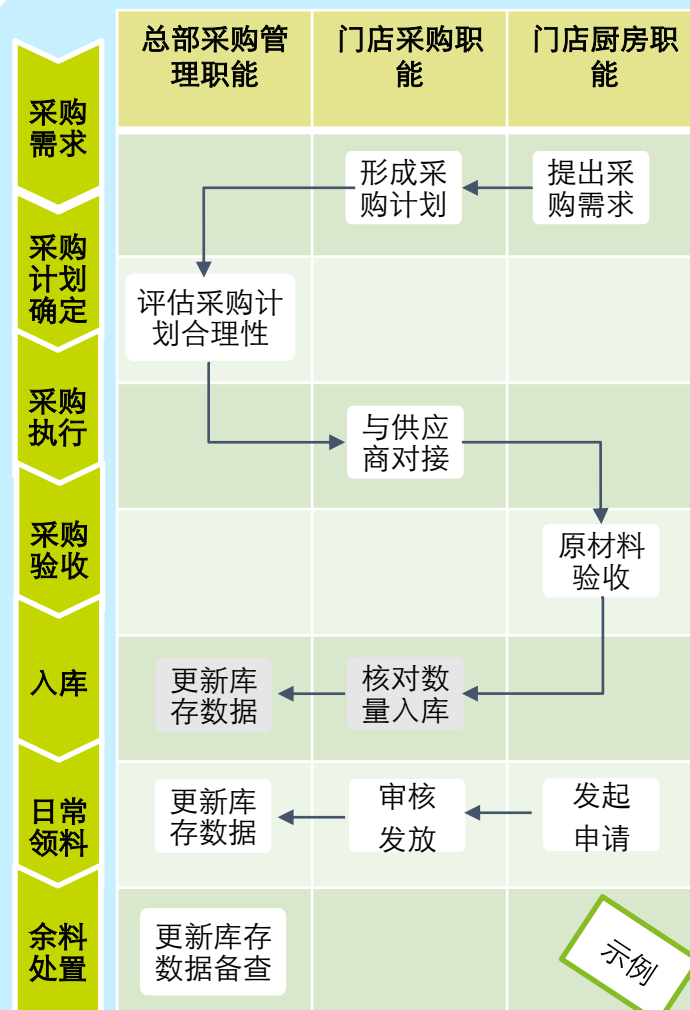 总部采购管
理职能
门店采购职
能
门店厨房职
能
采购
需求
形成采
购计划
提出采
购需求
采购
计划
确定
评估采购计
划合理性
采购
执行
与供应
商对接
采购
验收
原材料
验收
入库
更新库
存数据
核对数
量入库
日常
领料
更新库
存数据
审核
发放
发起
申请
余料
处置
更新库存
数据备查
示例